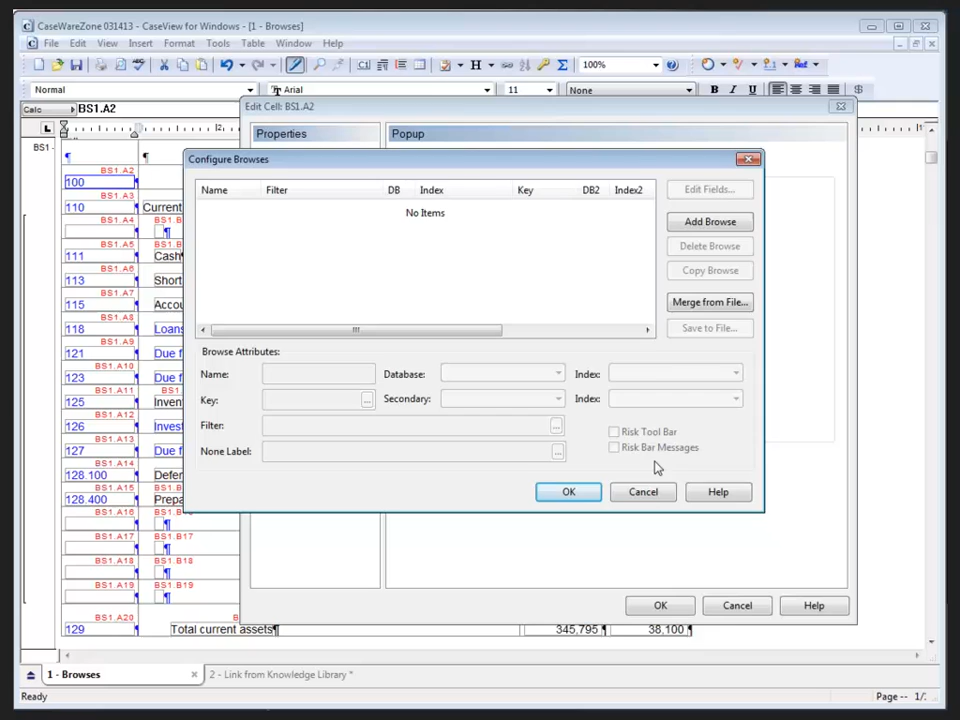 CaseWareZone 031413 - CaseView for Windows - [1 - Browses]
File Edit View Insert Format Tools Table Window Help
100%
Normal Arial 11 None B I U $
Calc BS1.A2 Edit Cell: BS1.A2
Properties Popup
BS1
Configure Browses
BS1.A2
100
BS1.A3
110 Current
BS1.A4 BS1.B
BS1.A5 BS1.B
111 Cash
BS1.A6
113 Short
BS1.A7
115 Accou
BS1.A8
118 Loans
BS1.A9
121 Due f
BS1.A10
123 Due f
BS1.A11 BS1.B
125 Inven
BS1.A12
126 Invest
BS1.A13
127 Due f
BS1.A14
128.100 Defer
BS1.A15 BS1.B
128.400 Prepa
BS1.A16
BS1.A17 BS1.B17
BS1.A18 BS1.B18
BS1.A19 BS1.B19
BS1.A20 B
129 Total current assets 345,795 38,100
Name Filter DB Index Key DB2 Index2
No Items
Edit Fields...
Add Browse
Delete Browse
Copy Browse
Merge from File...
Save to File...
Browse Attributes:
Name: Database: Index:
Key: ... Secondary: Index:
Filter: ... Risk Tool Bar
None Label: ... Risk Bar Messages
OK Cancel Help
OK Cancel Help
1 - Browses 2 - Link from Knowledge Library *
Ready Page -- 1/